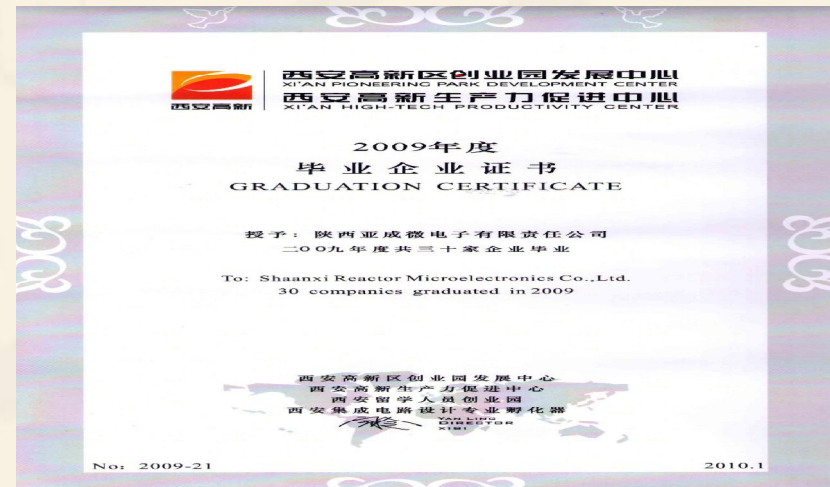 西安高新
西安高新区创业园发展中心
XI'AN PIONEERING PARK DEVELOPMENT CENTER
西安高新生产力促进中心
XI'AN HIGH-TECH PRODUCTIVITY CENTER
2009年度
毕业企业证书
GRADUATION CERTIFICATE
授予：陕西亚成微电子有限责任公司
二00九年度共三十家企业毕业
To: Shaanxi Reactor Microelectronics Co.,Ltd.
30 companies graduated in 2009
西安高新区创业园发展中心
西安高新生产力促进中心
西安留学人员创业园
西安集成电路设计专业孵化器
YAN LING
DIRECTOR
XIBI
No: 2009-21
2010.1